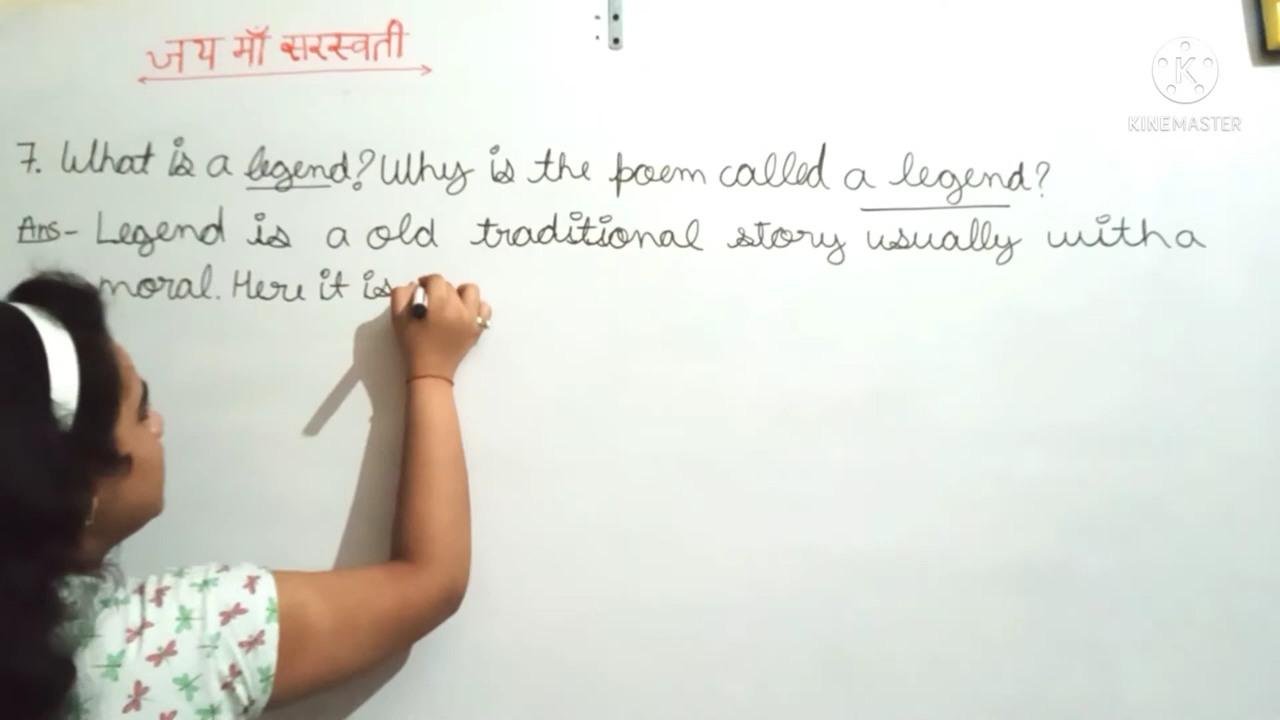 जय माँ सरस्वती
KINEMASTER
7. What is a legend? Why is the poem called a legend?
Ans- Legend is a old traditional story usually with a
moral. Here it is